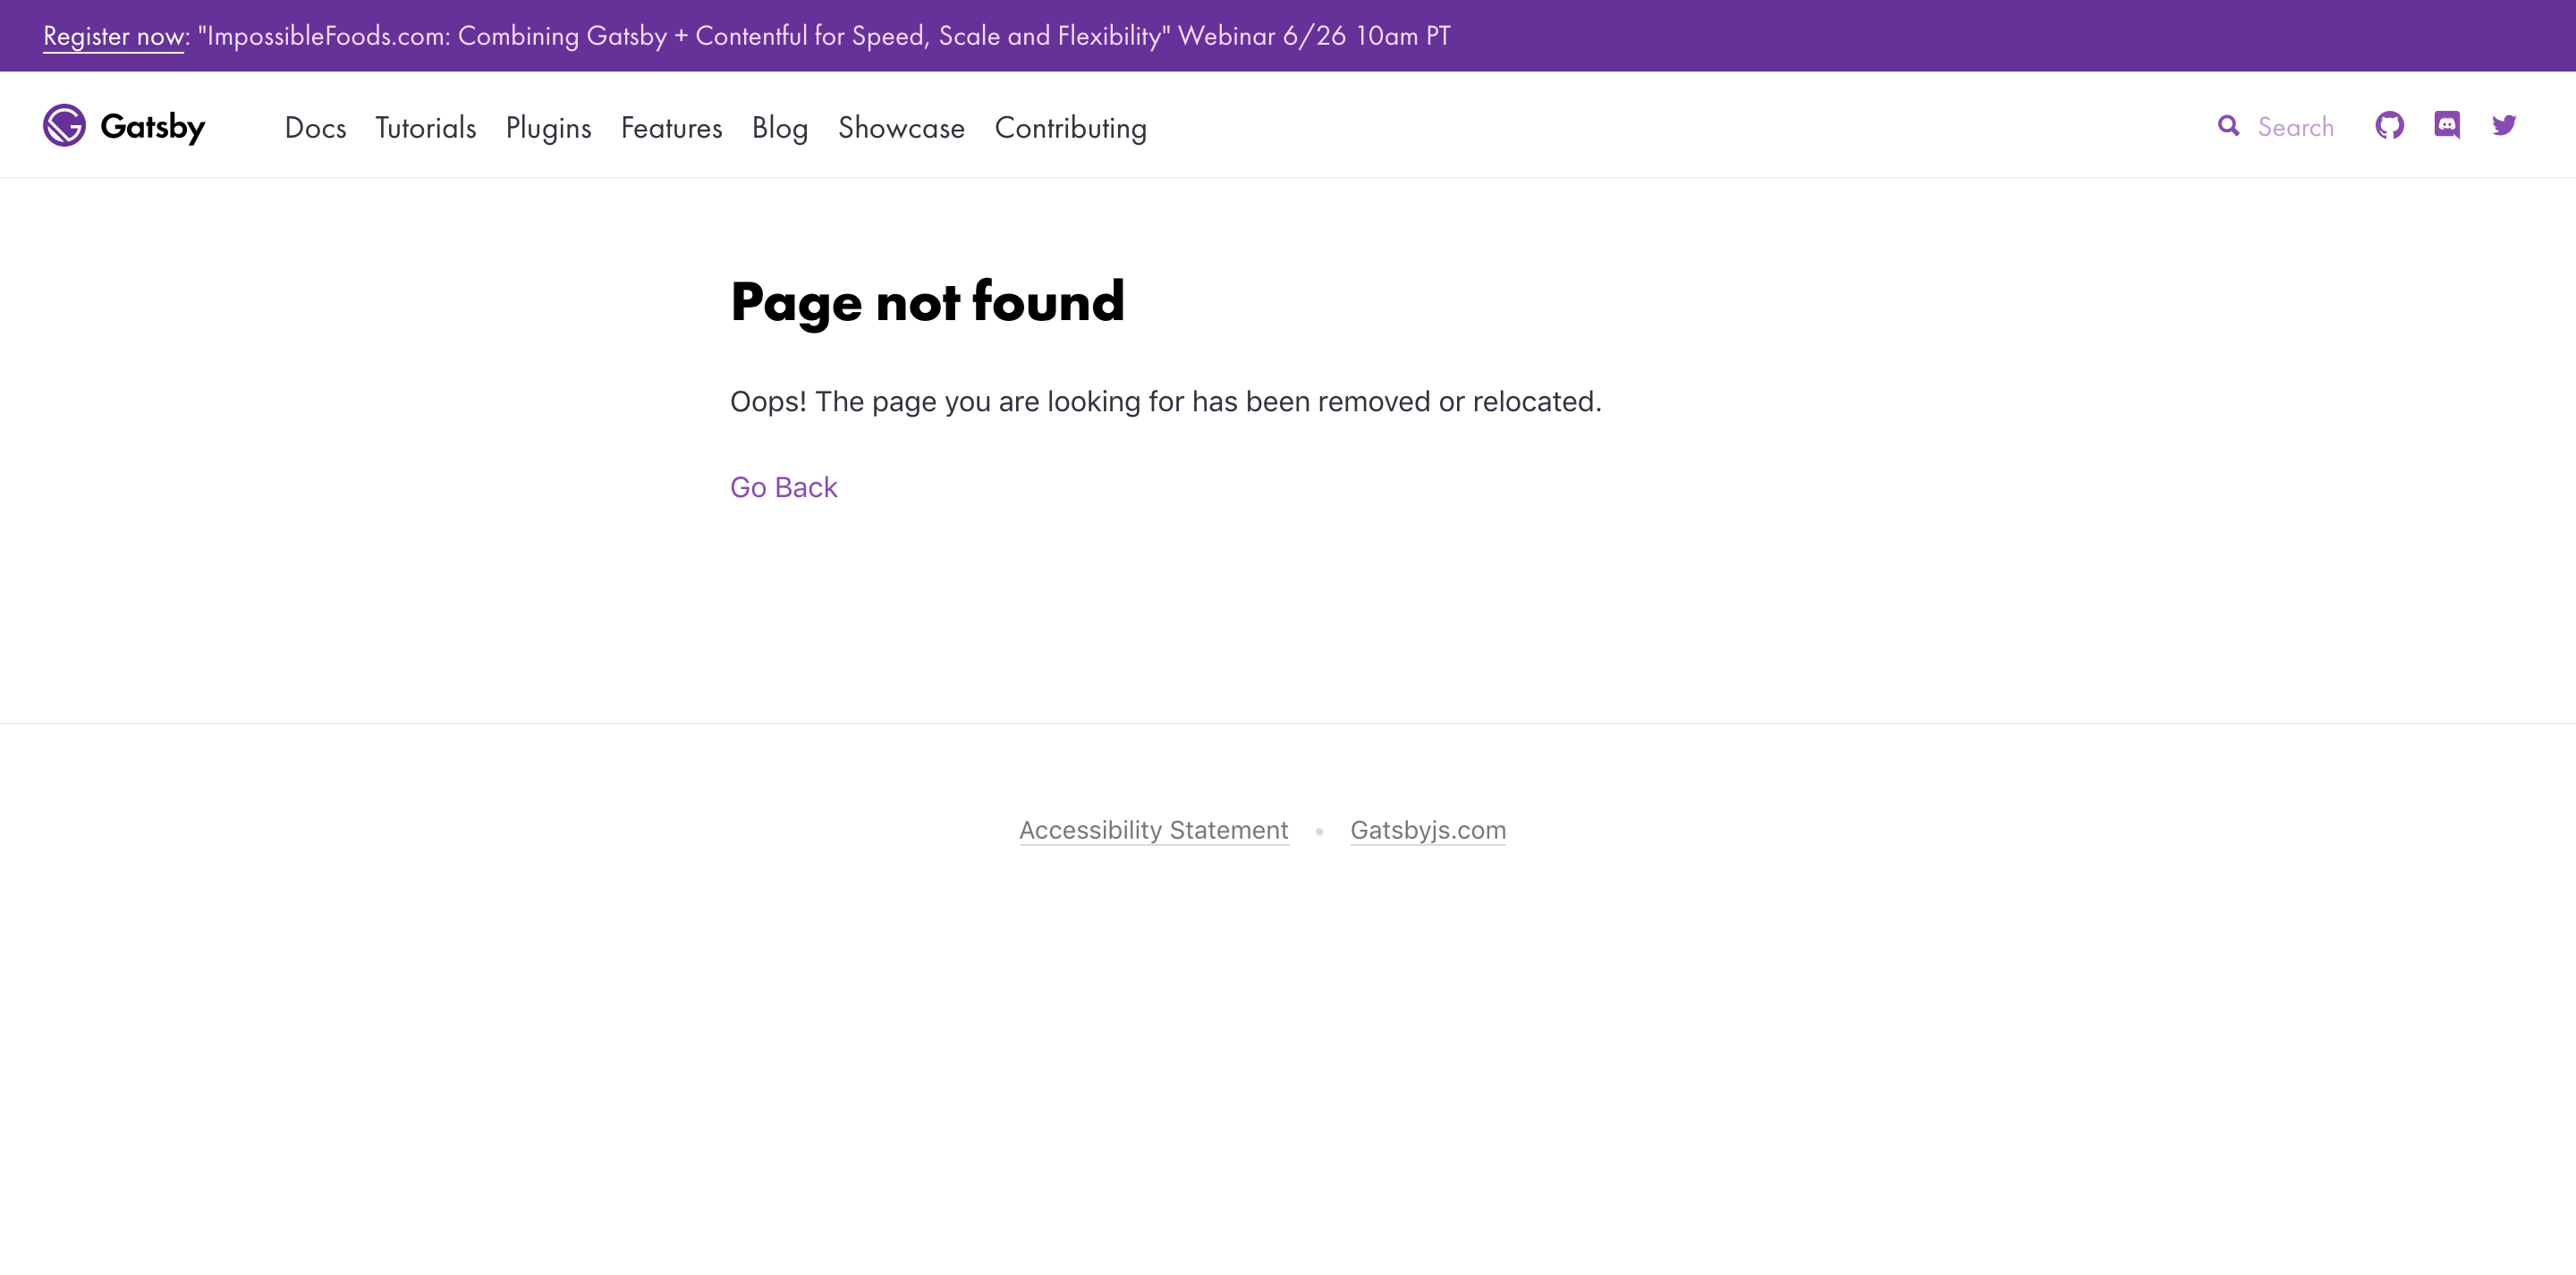 Register now: "ImpossibleFoods.com: Combining Gatsby + Contentful for Speed, Scale and Flexibility" Webinar 6/26 10am PT
Gatsby Docs Tutorials Plugins Features Blog Showcase Contributing Search
Page not found
Oops! The page you are looking for has been removed or relocated.
Go Back
Accessibility Statement • Gatsbyjs.com